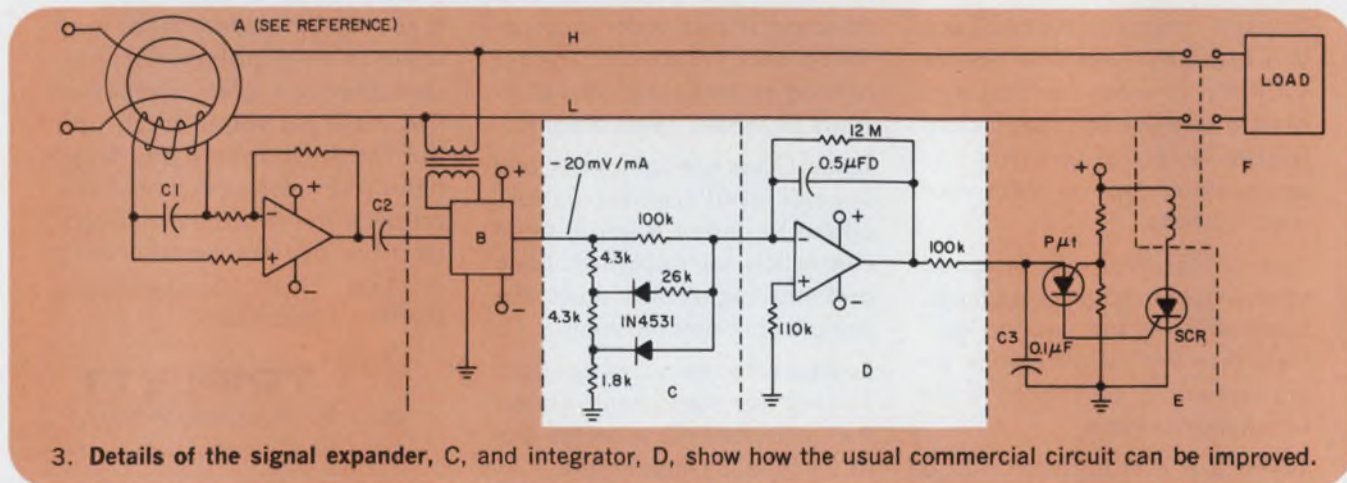 A (SEE REFERENCE)
H
L
LOAD
F
C1
+
−
+
−
C2
+
−
B
−20 mV/mA
100k
4.3k
26k
4.3k
1N4531
1.8k
C
12 M
0.5µFD
−
+
+
−
110k
100k
D
+
Pµt
C3
0.1µF
SCR
E
3. Details of the signal expander, C, and integrator, D, show how the usual commercial circuit can be improved.